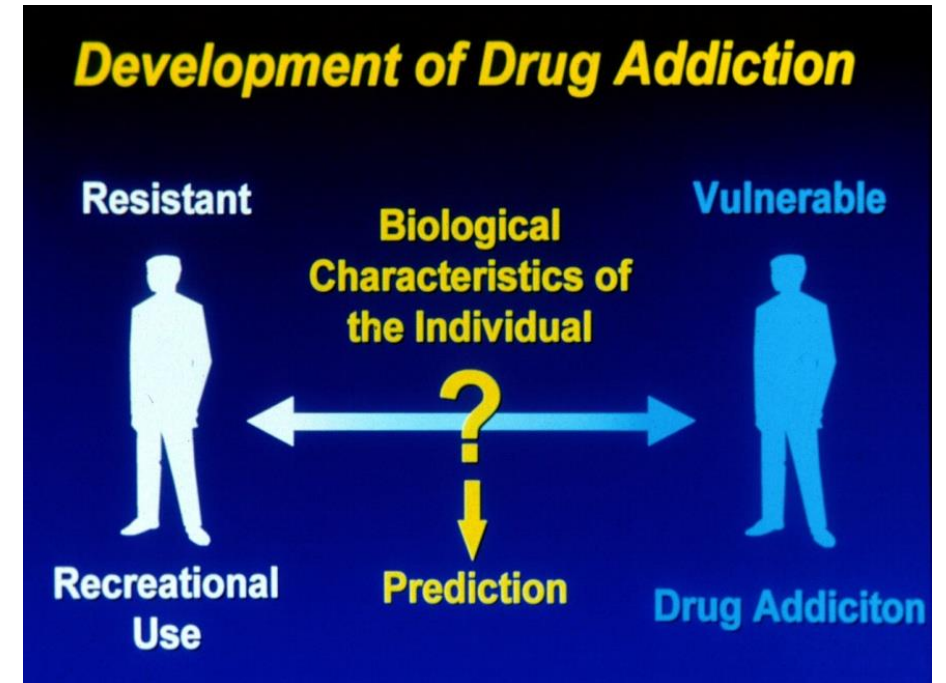 Development of Drug Addiction
Resistant
Vulnerable
Biological
Characteristics of
the Individual
?
Recreational
Use
Prediction
Drug Addiciton